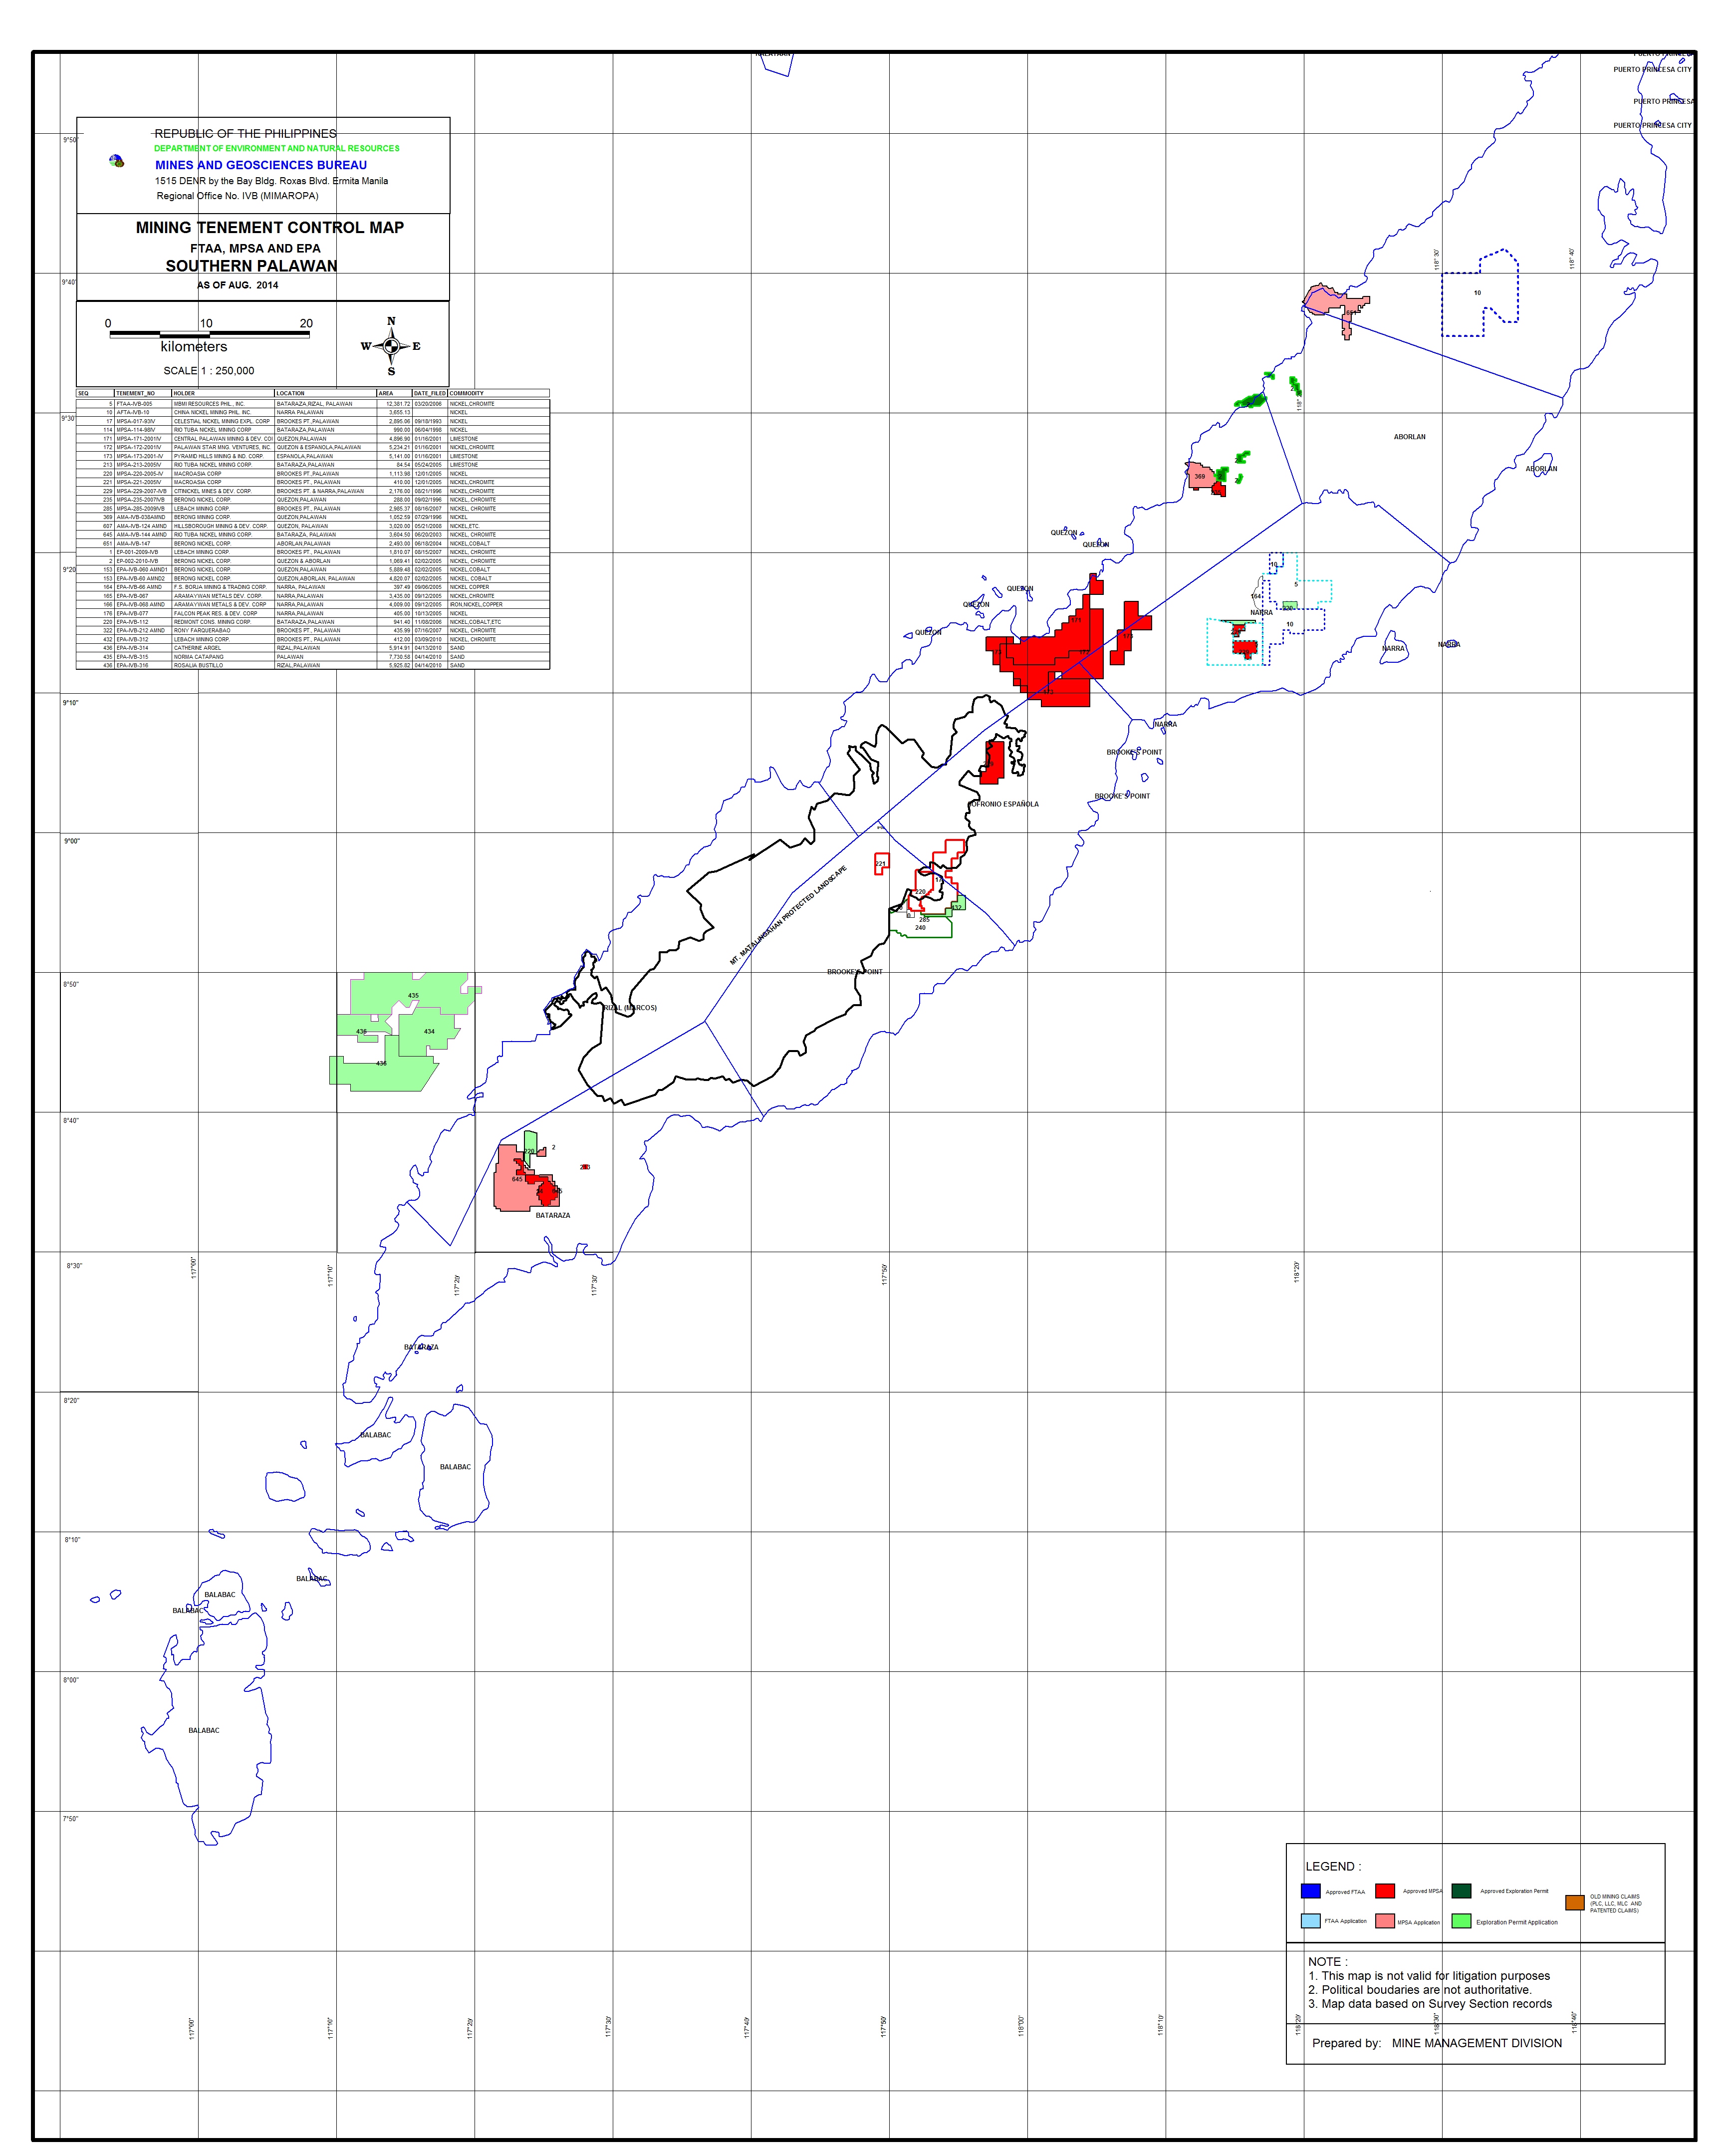 REPUBLIC OF THE PHILIPPINES
DEPARTMENT OF ENVIRONMENT AND NATURAL RESOURCES
MINES AND GEOSCIENCES BUREAU
1515 DENR by the Bay Bldg. Roxas Blvd. Ermita Manila
Regional Office No. IVB (MIMAROPA)
MINING TENEMENT CONTROL MAP
FTAA, MPSA AND EPA
SOUTHERN PALAWAN
AS OF AUG. 2014
0 10 20
kilometers
SCALE 1 : 250,000
N
W E
S
SEQ TENEMENT_NO HOLDER LOCATION AREA DATE_FILED COMMODITY
5 FTAA-IVB-005 MBMI RESOURCES PHIL., INC. BATARAZA,RIZAL, PALAWAN 12,381.72 03/20/2006 NICKEL,CHROMITE
10 AFTA-IVB-10 CHINA NICKEL MINING PHIL. INC. NARRA PALAWAN 3,655.13 NICKEL
17 MPSA-017-93IV CELESTIAL NICKEL MINING EXPL. CORP BROOKES PT.,PALAWAN 2,895.06 09/18/1993 NICKEL
114 MPSA-114-98IV RIO TUBA NICKEL MINING CORP BATARAZA,PALAWAN 990.00 06/04/1998 NICKEL
171 MPSA-171-2001IV CENTRAL PALAWAN MINING & DEV. COI QUEZON,PALAWAN 4,896.90 01/16/2001 LIMESTONE
172 MPSA-172-2001IV PALAWAN STAR MNG. VENTURES, INC. QUEZON & ESPANOLA,PALAWAN 5,234.21 01/16/2001 NICKEL,CHROMITE
173 MPSA-173-2001-IV PYRAMID HILLS MINING & IND. CORP. ESPANOLA,PALAWAN 5,141.00 01/16/2001 LIMESTONE
213 MPSA-213-2005IV RIO TUBA NICKEL MINING CORP. BATARAZA,PALAWAN 84.54 05/24/2005 LIMESTONE
220 MPSA-220-2005-IV MACROASIA CORP BROOKES PT.,PALAWAN 1,113.98 12/01/2005 NICKEL
221 MPSA-221-2005IV MACROASIA CORP. BROOKES PT.,PALAWAN 410.00 12/01/2005 NICKEL,CHROMITE
229 MPSA-229-2007-IVB CITINICKEL MINES & DEV. CORP. BROOKES PT. & NARRA,PALAWAN 2,176.00 08/21/1996 NICKEL,CHROMITE
235 MPSA-235-2007IVB BERONG NICKEL CORP. QUEZON,PALAWAN 288.00 09/02/1996 NICKEL
285 MPSA-285-2009IVB LEBACH MINING CORP. BROOKES PT., PALAWAN 2,985.37 08/16/2007 NICKEL, CHROMITE
369 AMA-IVB-038AMND BERONG MINING CORP. QUEZON,PALAWAN 1,052.59 07/29/1996 NICKEL
607 AMA-IVB-124 AMND HILLSBOROUGH MINING & DEV. CORP. QUEZON, PALAWAN 3,020.00 05/21/2008 NICKEL,ETC.
645 AMA-IVB-144 AMND RIO TUBA NICKEL MINING CORP. BATARAZA, PALAWAN 3,604.50 06/20/2003 NICKEL, CHROMITE
651 AMA-IVB-147 BERONG NICKEL CORP. ABORLAN,PALAWAN 2,493.00 06/18/2004 NICKEL,COBALT
1 EP-001-2009-IVB LEBACH MINING CORP. BROOKES PT., PALAWAN 1,810.07 08/15/2007 NICKEL, CHROMITE
2 EP-002-2010-IVB BERONG NICKEL CORP. QUEZON & ABORLAN 1,069.41 02/02/2005 NICKEL, CHROMITE
153 EPA-IVB-060 AMND1 BERONG NICKEL CORP. QUEZON,PALAWAN 5,889.48 02/02/2005 NICKEL,COBALT
153 EPA-IVB-60 AMND2 BERONG NICKEL CORP. QUEZON,ABORLAN, PALAWAN 4,820.07 02/02/2005 NICKEL, COBALT
164 EPA-IVB-66 AMND F.S. BORJA MINING & TRADING CORP. NARRA, PALAWAN 397.49 09/06/2005 NICKEL COPPER
165 EPA-IVB-067 ARAMAYWAN METALS DEV. CORP. NARRA,PALAWAN 3,435.00 09/12/2005 NICKEL,CHROMITE
166 EPA-IVB-068 AMND ARAMAYWAN METALS & DEV. CORP NARRA,PALAWAN 4,009.00 09/12/2005 IRON,NICKEL,COPPER
176 EPA-IVB-077 FALCON PEAK RES. & DEV. CORP NARRA,PALAWAN 485.00 10/13/2005 NICKEL
220 EPA-IVB-112 REDMONT CONS. MINING CORP. BATARAZA,PALAWAN 941.40 11/08/2006 NICKEL,COBALT,ETC
322 EPA-IVB-212 AMND RONY FARQUERABAO BROOKES PT., PALAWAN 435.99 07/16/2007 NICKEL, CHROMITE
432 EPA-IVB-312 LEBACH MINING CORP. BROOKES PT., PALAWAN 412.00 03/09/2010 NICKEL, CHROMITE
436 EPA-IVB-314 CATHERINE ARGEL RIZAL,PALAWAN 5,914.91 04/13/2010 SAND
435 EPA-IVB-315 NORMA CATAPANG PALAWAN 7,730.58 04/14/2010 SAND
436 EPA-IVB-316 ROSALIA BUSTILLO RIZAL,PALAWAN 5,925.82 04/14/2010 SAND
PUERTO PRINCESA CITY
PUERTO PRINCESA
PUERTO PRINCESA CITY
9°50"
9°40"
9°30"
9°20
9°10"
9°00"
8°50"
8°40"
8°30"
8°20"
8°10"
8°00"
7°50"
118° 30'
118° 40'
10
651
ABORLAN
ABORLAN
369
QUEZON
QUEZON
QUEZON
QUEZON
QUEZON
10
5
164
NARRA
10
NARRA
NARRA
NARRA
171
BROOKE'S POINT
BROOKE'S POINT
SOFRONIO ESPAÑOLA
221
220
432
285
240
MT. MATALINGAHAN PROTECTED LANDSCAPE
BROOKE'S POINT
RIZAL (MARCOS)
435
436
434
436
220
2
645
BATARAZA
117°00'
117°10'
117°20'
117°30'
117°50'
118°20'
BATARAZA
BALABAC
BALABAC
BALABAC
BALABAC
BALABAC
BALABAC
LEGEND :
Approved FTAA
Approved MPSA
Approved Exploration Permit
OLD MINING CLAIMS
(PLC, LLC, MLC AND
PATENTED CLAIMS)
FTAA Application
MPSA Application
Exploration Permit Application
NOTE :
1. This map is not valid for litigation purposes
2. Political boudaries are not authoritative.
3. Map data based on Survey Section records
Prepared by: MINE MANAGEMENT DIVISION
117°00'
117°10'
117°20'
117°30'
117°40'
117°50'
118°00'
118°10'
118°20'
118°30'
118°40'